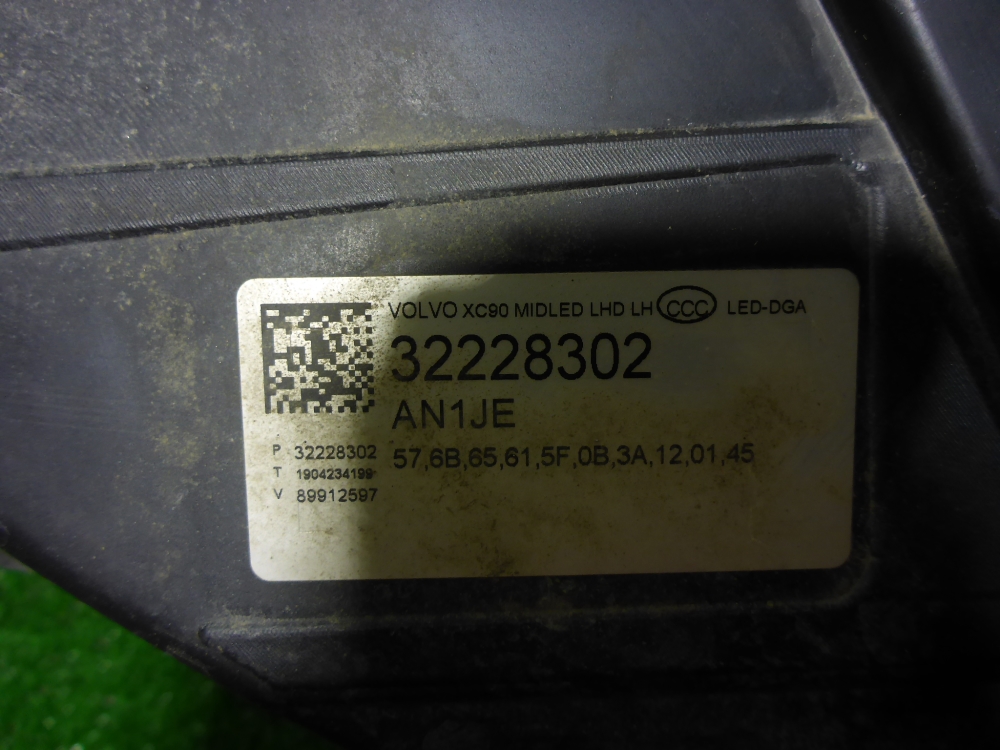 VOLVO XC90 MIDLED LHD LH CCC LED-DGA
32228302
AN1JE
57,6B,65,61,5F,0B,3A,12,01,45
P 32228302
T 1904234199
V 89912597